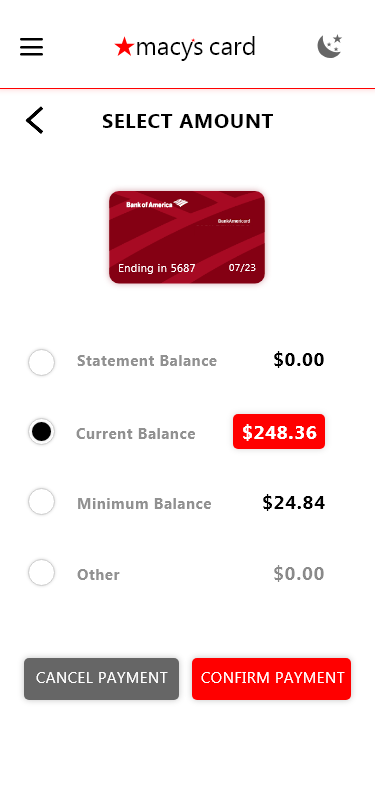 macy's card
SELECT AMOUNT
Bank of America
BankAmericard
Ending in 5687 07/23
Statement Balance $0.00
Current Balance $248.36
Minimum Balance $24.84
Other $0.00
CANCEL PAYMENT CONFIRM PAYMENT